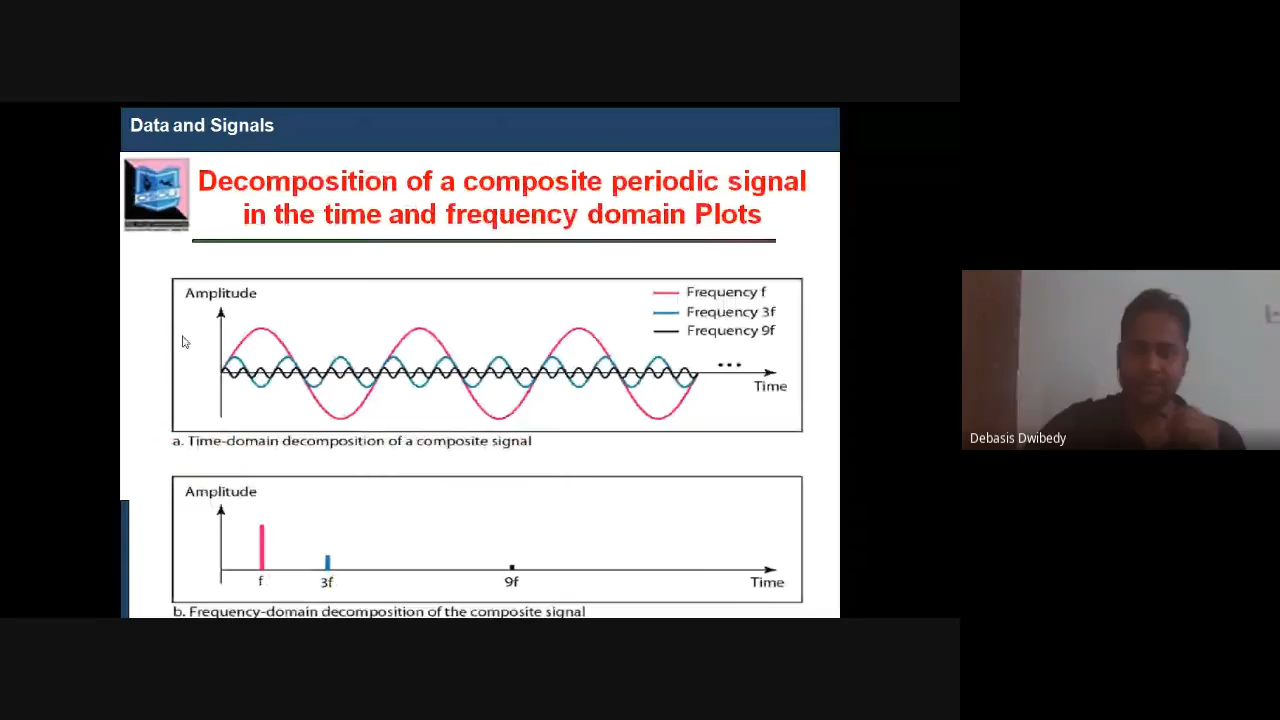 Data and Signals
Decomposition of a composite periodic signal
in the time and frequency domain Plots
Amplitude
Frequency f
Frequency 3f
Frequency 9f
...
Time
a. Time-domain decomposition of a composite signal
Debasis Dwibedy
Amplitude
f
3f
9f
Time
b. Frequency-domain decomposition of the composite signal